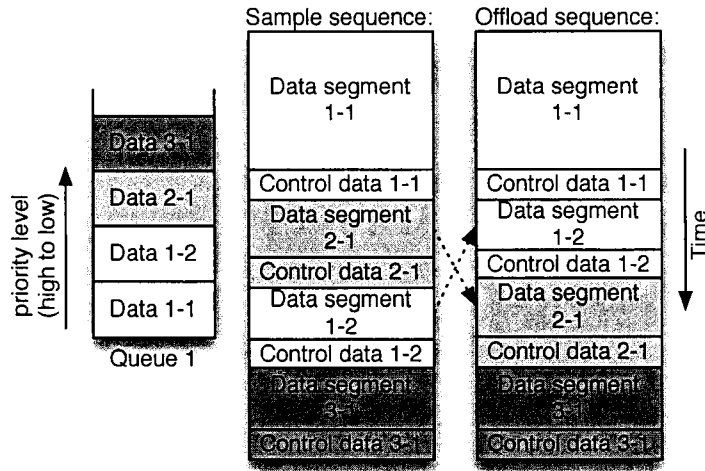 Sample sequence:
Offload sequence:
Data 3-1
Data 2-1
Data 1-2
Data 1-1
Queue 1
priority level
(high to low)
Data segment
1-1
Control data 1-1
Data segment
2-1
Control data 2-1
Data segment
1-2
Control data 1-2
Data segment
3-1
Control data 3-1
Data segment
1-1
Control data 1-1
Data segment
1-2
Control data 1-2
Data segment
2-1
Control data 2-1
Data segment
3-1
Control data 3-1
Time